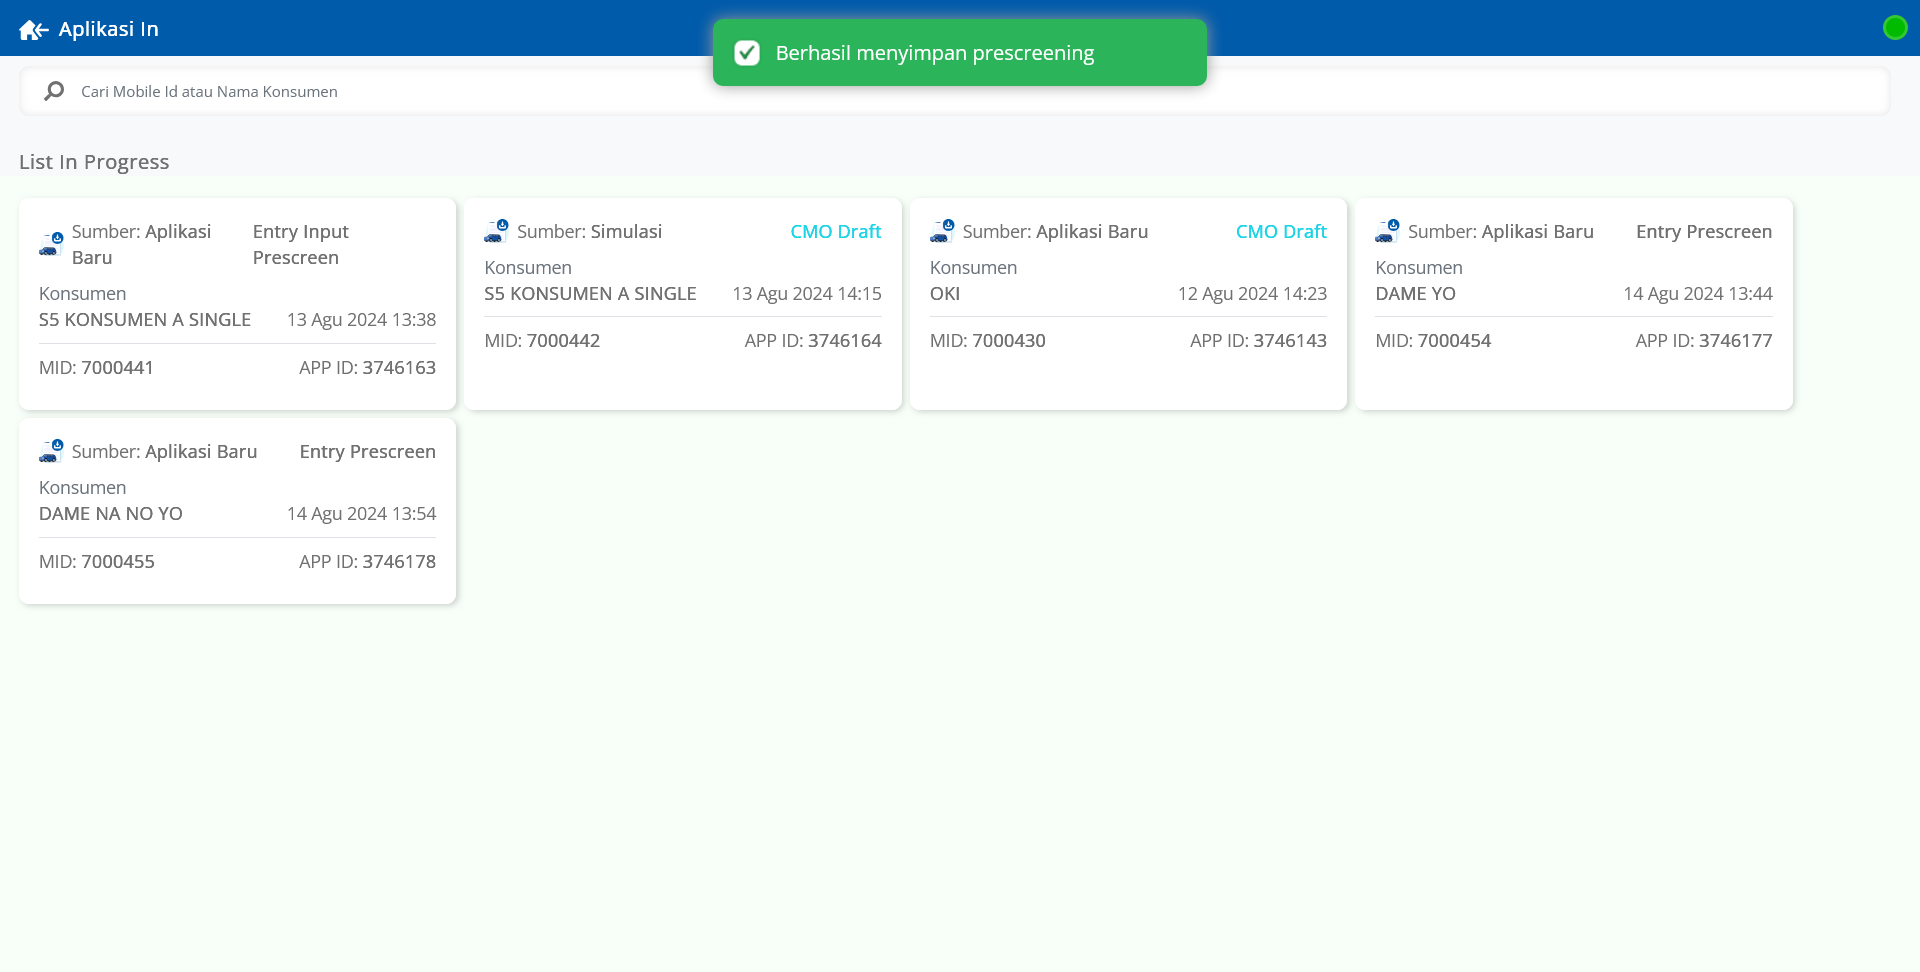 Aplikasi In
Berhasil menyimpan prescreening
Cari Mobile Id atau Nama Konsumen
List In Progress
Sumber: Aplikasi Baru
Entry Input Prescreen
Konsumen
S5 KONSUMEN A SINGLE 13 Agu 2024 13:38
MID: 7000441 APP ID: 3746163
Sumber: Simulasi CMO Draft
Konsumen
S5 KONSUMEN A SINGLE 13 Agu 2024 14:15
MID: 7000442 APP ID: 3746164
Sumber: Aplikasi Baru CMO Draft
Konsumen
OKI 12 Agu 2024 14:23
MID: 7000430 APP ID: 3746143
Sumber: Aplikasi Baru Entry Prescreen
Konsumen
DAME YO 14 Agu 2024 13:44
MID: 7000454 APP ID: 3746177
Sumber: Aplikasi Baru Entry Prescreen
Konsumen
DAME NA NO YO 14 Agu 2024 13:54
MID: 7000455 APP ID: 3746178